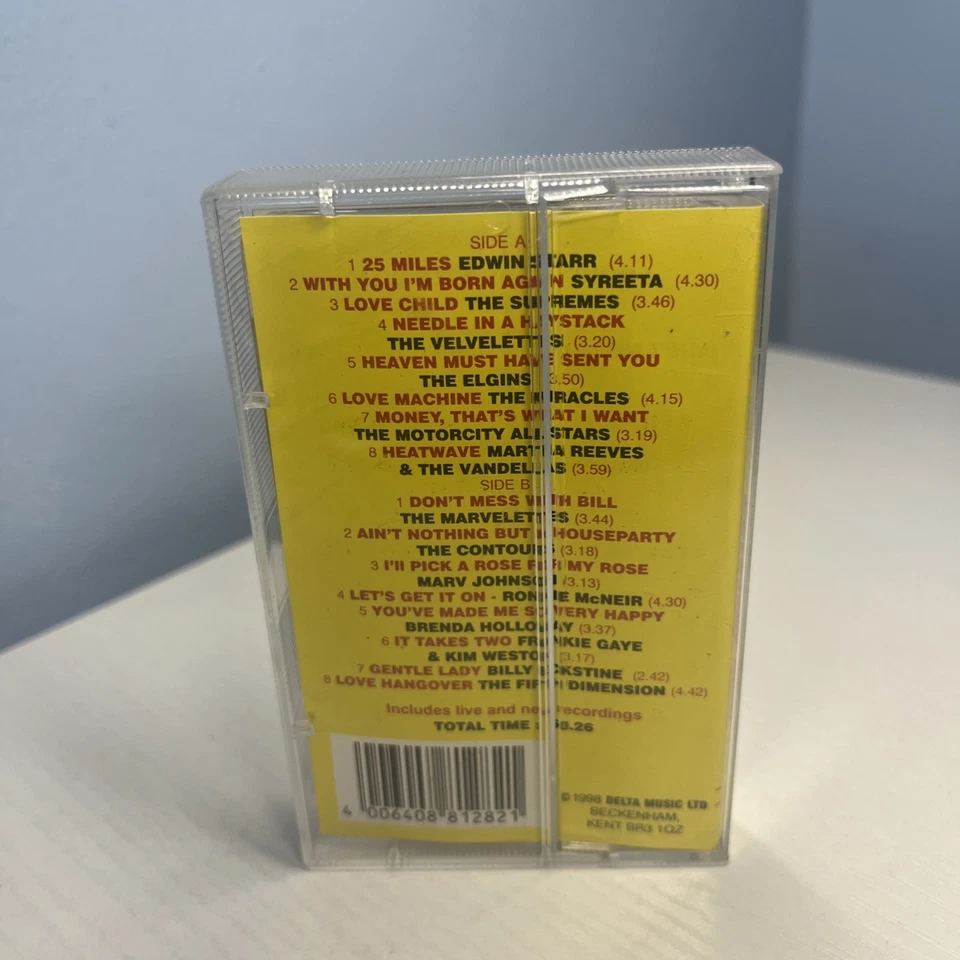 SIDE A
1 25 MILES EDWIN STARR (4.11)
2 WITH YOU I'M BORN AGAIN SYREETA (4.30)
3 LOVE CHILD THE SUPREMES (3.46)
4 NEEDLE IN A HAYSTACK
THE VELVELETTES (3.20)
5 HEAVEN MUST HAVE SENT YOU
THE ELGINS (3.50)
6 LOVE MACHINE THE MIRACLES (4.15)
7 MONEY, THAT'S WHAT I WANT
THE MOTORCITY ALLSTARS (3.19)
8 HEATWAVE MARTHA REEVES
& THE VANDELLAS (3.59)
SIDE B
1 DON'T MESS WITH BILL
THE MARVELETTES (3.44)
2 AIN'T NOTHING BUT A HOUSEPARTY
THE CONTOURS (3.18)
3 I'll PICK A ROSE FOR MY ROSE
MARV JOHNSON (3.13)
4 LET'S GET IT ON - RONNIE McNEIR (4.30)
5 YOU'VE MADE ME SO VERY HAPPY
BRENDA HOLLOWAY (3.37)
6 IT TAKES TWO FRANKIE GAYE
& KIM WESTON (3.17)
7 GENTLE LADY BILLY ECKSTINE (2.42)
8 LOVE HANGOVER THE FIFTH DIMENSION (4.42)
Includes live and new recordings
TOTAL TIME
4 006408 812821
DELTA MUSIC LTD
BECKENHAM,
KENT BR3 1QZ